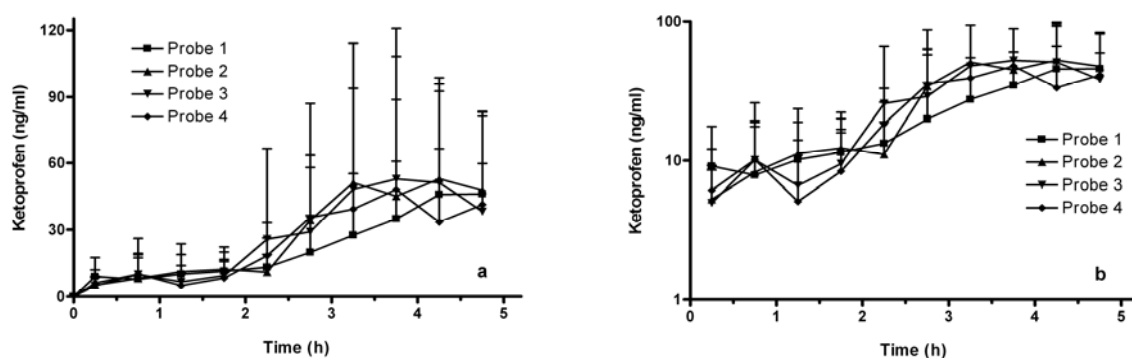 120
90
60
30
0
Ketoprofen (ng/ml)
Probe 1
Probe 2
Probe 3
Probe 4
a
0 1 2 3 4 5
Time (h)
100
10
1
Ketoprofen (ng/ml)
Probe 1
Probe 2
Probe 3
Probe 4
b
0 1 2 3 4 5
Time (h)